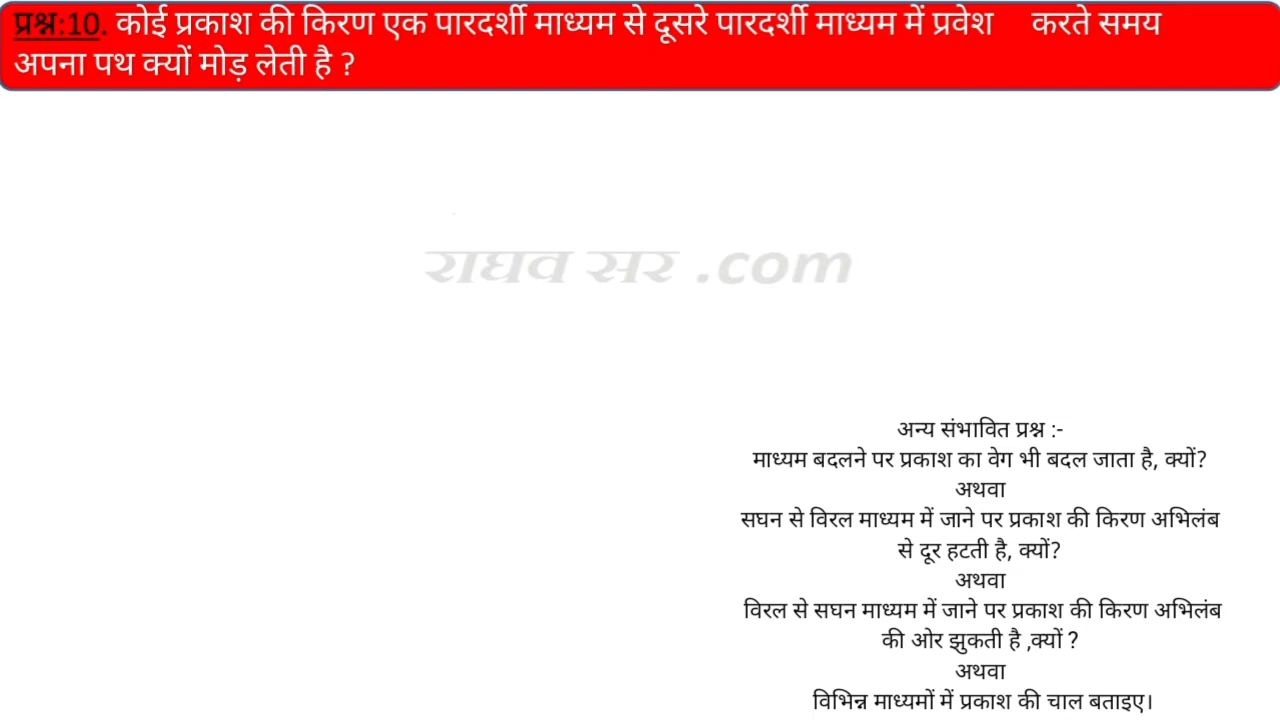 प्रश्न:10. कोई प्रकाश की किरण एक पारदर्शी माध्यम से दूसरे पारदर्शी माध्यम में प्रवेश करते समय
अपना पथ क्यों मोड़ लेती है ?
राघव सर .com
अन्य संभावित प्रश्न :-
माध्यम बदलने पर प्रकाश का वेग भी बदल जाता है, क्यों?
अथवा
सघन से विरल माध्यम में जाने पर प्रकाश की किरण अभिलंब
से दूर हटती है, क्यों?
अथवा
विरल से सघन माध्यम में जाने पर प्रकाश की किरण अभिलंब
की ओर झुकती है ,क्यों ?
अथवा
विभिन्न माध्यमों में प्रकाश की चाल बताइए।